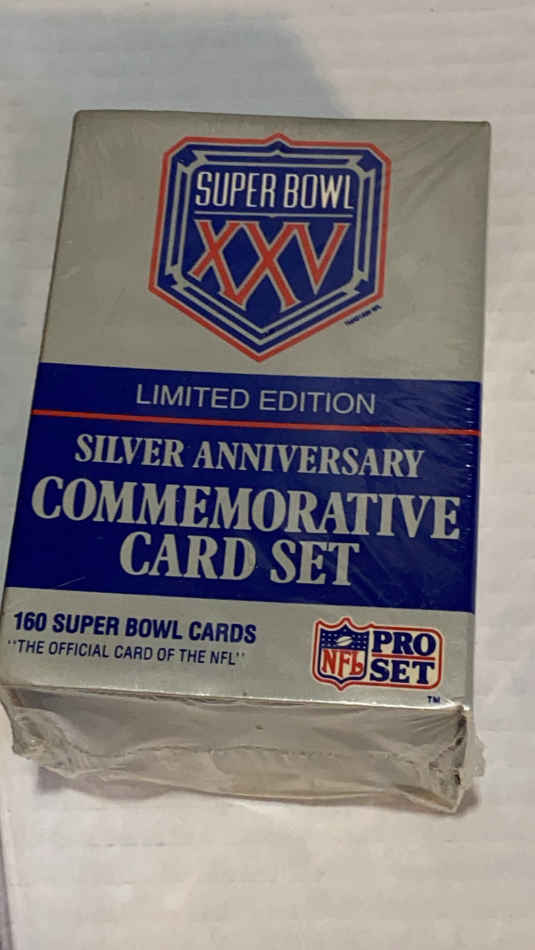 SUPER BOWL
XXV
LIMITED EDITION
SILVER ANNIVERSARY
COMMEMORATIVE
CARD SET
160 SUPER BOWL CARDS
"THE OFFICIAL CARD OF THE NFL"
NFL
PRO
SET
TM